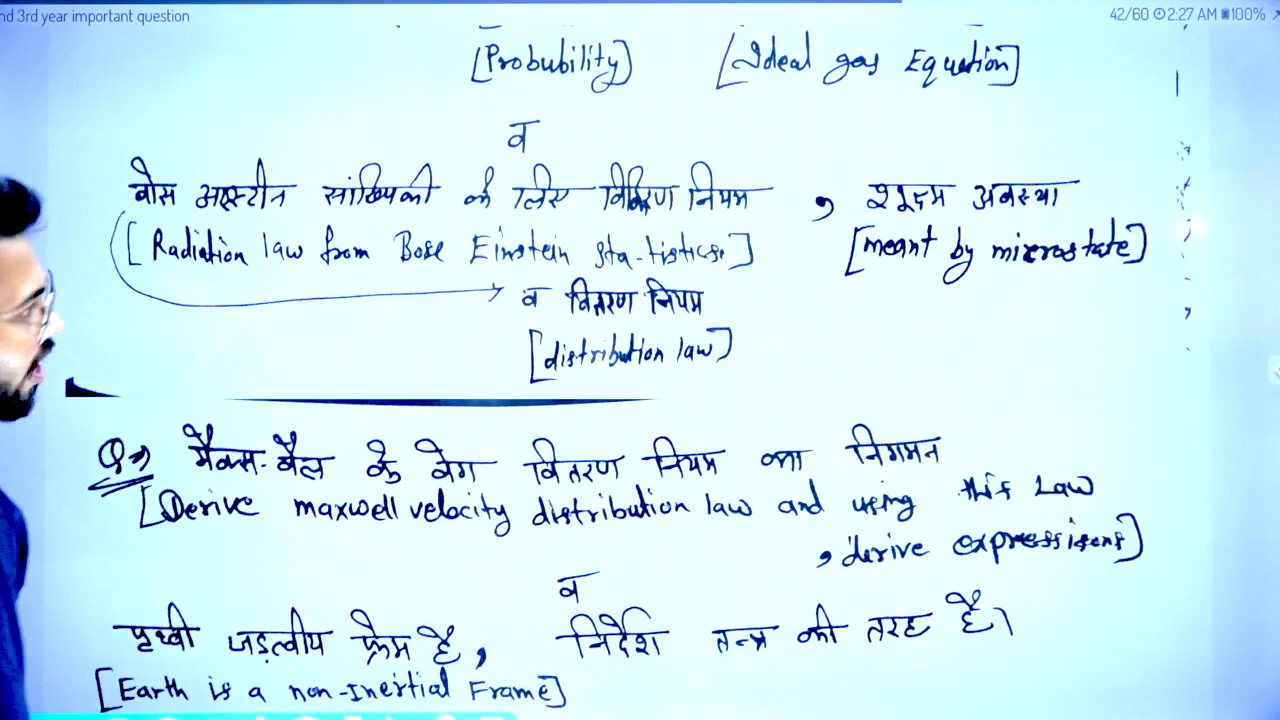 nd 3rd year important question 42/60 2:27 AM 100%
[Probubility] [Ideal gas Equation]
व
बोस आइस्टीन सांख्यिकी के लिए विकिरण नियम , शूक्ष्म अवस्था
[Radiation law from Bose Einstein sta-tistics.] [meant by microstate]
व वितरण नियम
[distribution law]
Q⇒ मैक्स-वैल के वेग वितरण नियम का निगमन
[Derive maxwell velocity distribution law and using this Law
, derive expressions]
व
पृथ्वी जड़त्वीय फ्रेम है, निर्देश तन्त्र की तरह है।
[Earth is a non-Inertial Frame]